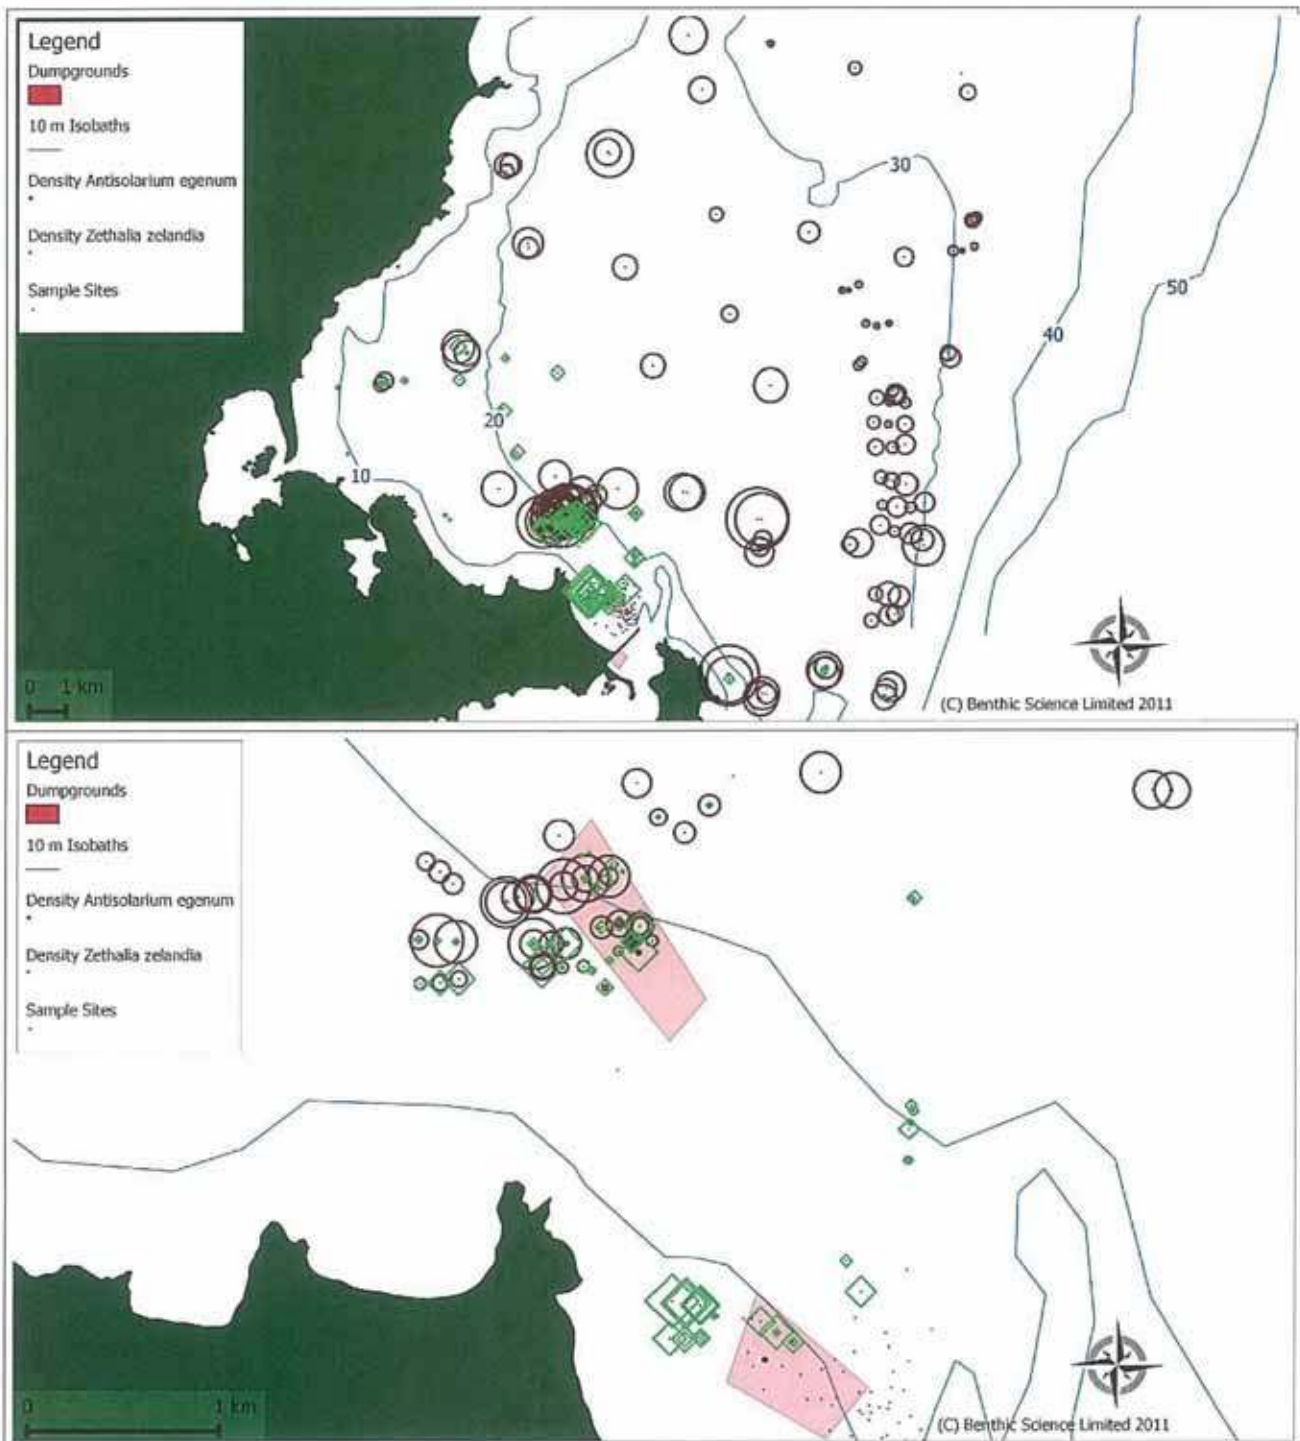 Legend
Dumpgrounds
10 m Isobaths
Density Antisolarium egenum
Density Zethalia zelandia
Sample Sites
30
50
40
20
10
0 1 km
(C) Benthic Science Limited 2011
Legend
Dumpgrounds
10 m Isobaths
Density Antisolarium egenum
Density Zethalia zelandia
Sample Sites
0 1 km
(C) Benthic Science Limited 2011